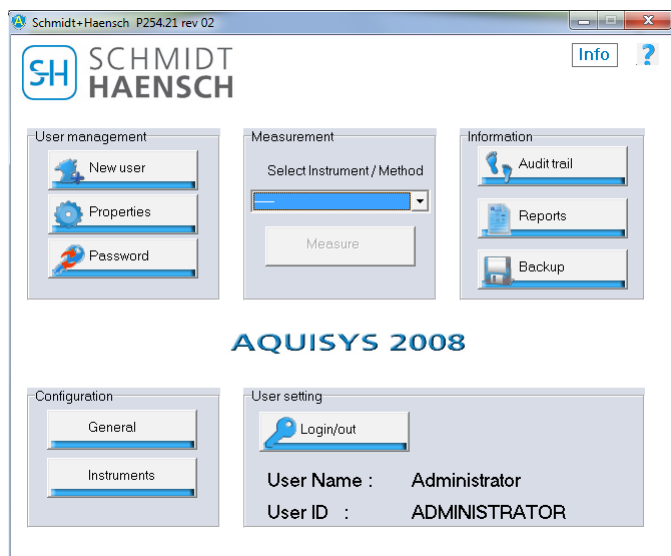 Schmidt+Haensch P254.21 rev 02
SH SCHMIDT
HAENSCH
Info ?
User management
New user
Properties
Password
Measurement
Select Instrument / Method
-----
Measure
Information
Audit trail
Reports
Backup
AQUISYS 2008
Configuration
General
Instruments
User setting
Login/out
User Name : Administrator
User ID : ADMINISTRATOR